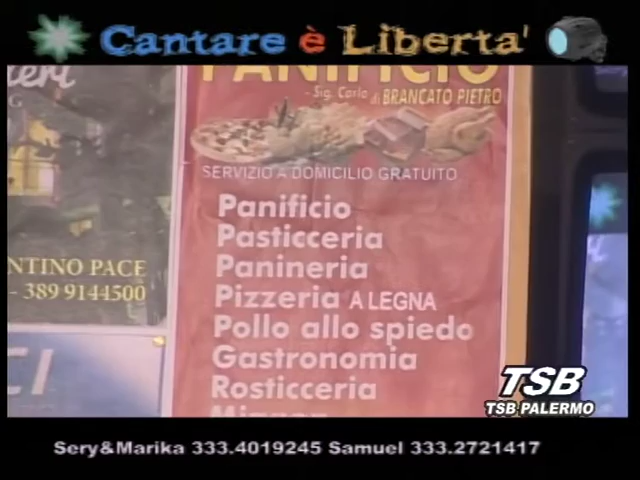 Cantare è Liberta'
PANIFICIO
- Sig. Carlo di BRANCATO PIETRO
SERVIZIO A DOMICILIO GRATUITO
Panificio
Pasticceria
Panineria
Pizzeria A LEGNA
Pollo allo spiedo
Gastronomia
Rosticceria
NTINO PACE
- 389 9144500
CI
TSB
TSB PALERMO
Sery&Marika 333.4019245 Samuel 333.2721417